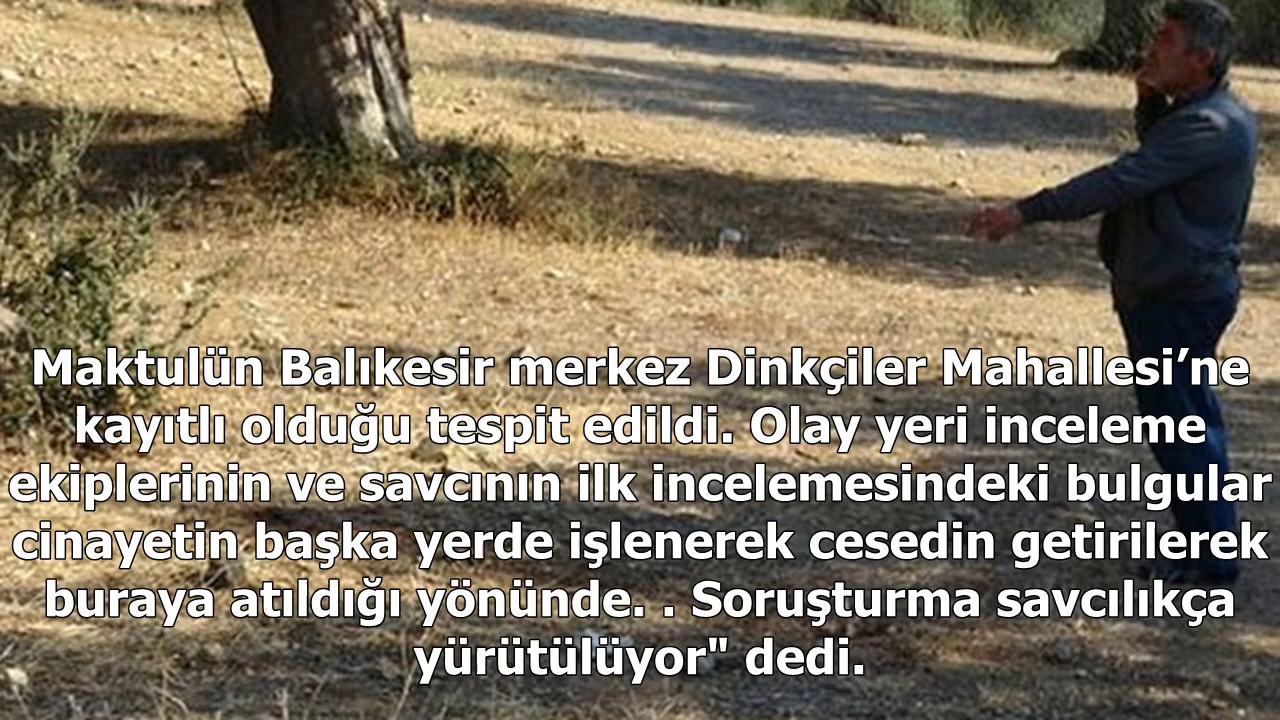 Maktulün Balıkesir merkez Dinkçiler Mahallesi’ne
kayıtlı olduğu tespit edildi. Olay yeri inceleme
ekiplerinin ve savcının ilk incelemesindeki bulgular
cinayetin başka yerde işlenerek cesedin getirilerek
buraya atıldığı yönünde. . Soruşturma savcılıkça
yürütülüyor" dedi.